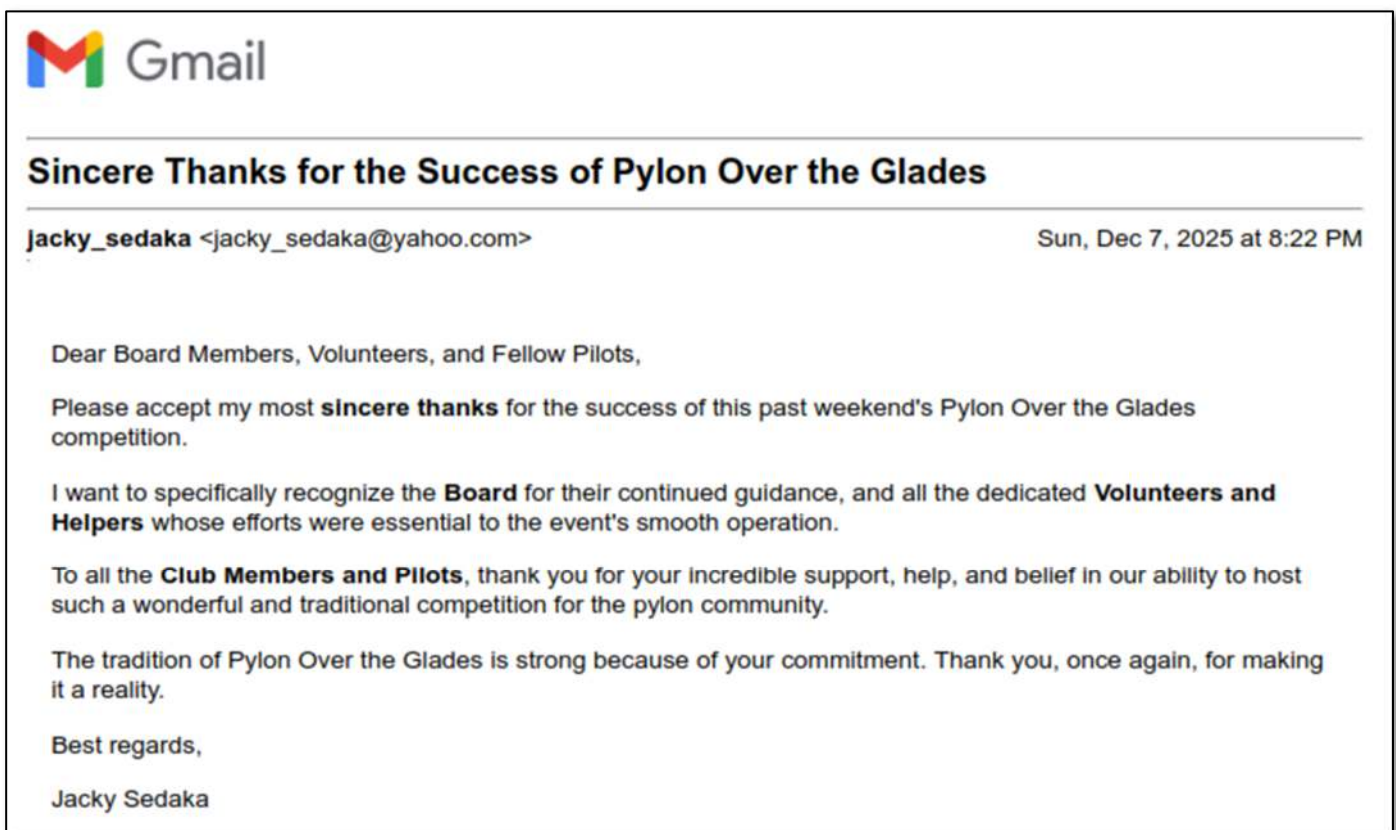 Gmail
Sincere Thanks for the Success of Pylon Over the Glades
jacky_sedaka <jacky_sedaka@yahoo.com>
Sun, Dec 7, 2025 at 8:22 PM
Dear Board Members, Volunteers, and Fellow Pilots,
Please accept my most sincere thanks for the success of this past weekend's Pylon Over the Glades
competition.
I want to specifically recognize the Board for their continued guidance, and all the dedicated Volunteers and
Helpers whose efforts were essential to the event's smooth operation.
To all the Club Members and Pilots, thank you for your incredible support, help, and belief in our ability to host
such a wonderful and traditional competition for the pylon community.
The tradition of Pylon Over the Glades is strong because of your commitment. Thank you, once again, for making
it a reality.
Best regards,
Jacky Sedaka